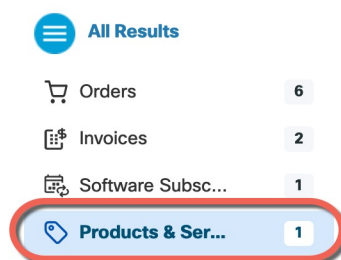 All Results
Orders 6
Invoices 2
Software Subsc... 1
Products & Ser... 1